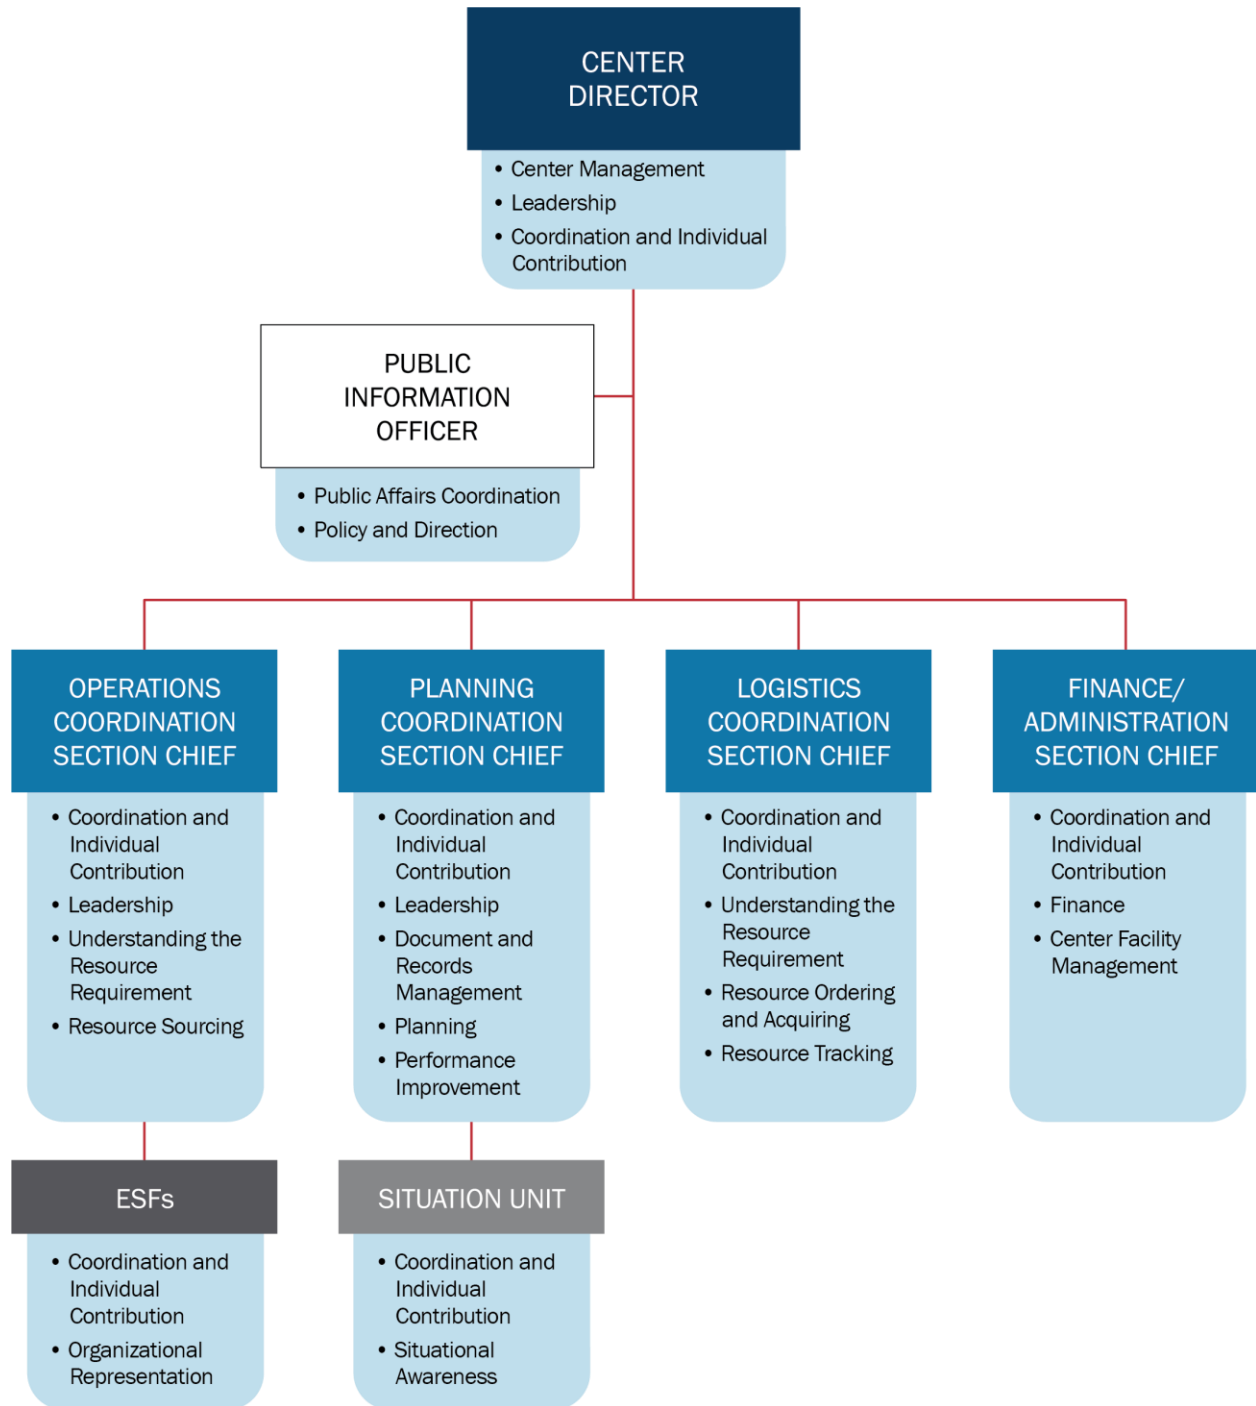 CENTER
DIRECTOR
• Center Management
• Leadership
• Coordination and Individual
Contribution
PUBLIC
INFORMATION
OFFICER
• Public Affairs Coordination
• Policy and Direction
OPERATIONS
COORDINATION
SECTION CHIEF
• Coordination and
Individual
Contribution
• Leadership
• Understanding the
Resource
Requirement
• Resource Sourcing
PLANNING
COORDINATION
SECTION CHIEF
• Coordination and
Individual
Contribution
• Leadership
• Document and
Records
Management
• Planning
• Performance
Improvement
LOGISTICS
COORDINATION
SECTION CHIEF
• Coordination and
Individual
Contribution
• Understanding the
Resource
Requirement
• Resource Ordering
and Acquiring
• Resource Tracking
FINANCE/
ADMINISTRATION
SECTION CHIEF
• Coordination and
Individual
Contribution
• Finance
• Center Facility
Management
ESFs
• Coordination and
Individual
Contribution
• Organizational
Representation
SITUATION UNIT
• Coordination and
Individual
Contribution
• Situational
Awareness